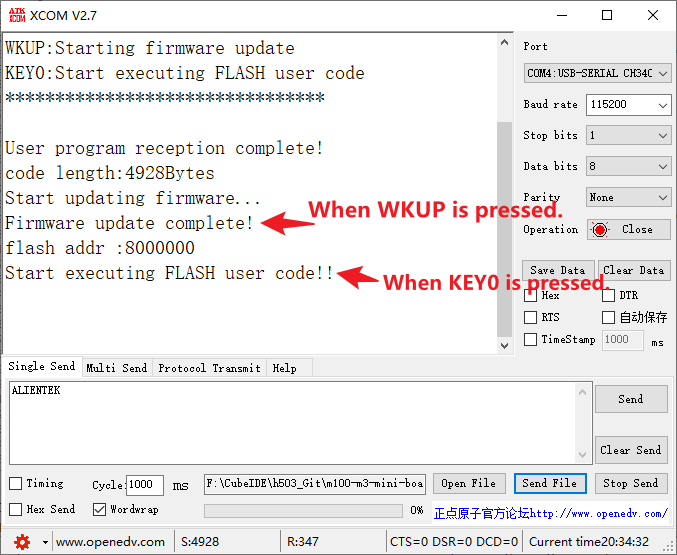 ATK
XCOM
XCOM V2.7
WKUP:Starting firmware update
KEY0:Start executing FLASH user code
********************************
User program reception complete!
code length:4928Bytes
Start updating firmware...
Firmware update complete!
When WKUP is pressed.
flash addr :8000000
Start executing FLASH user code!!
When KEY0 is pressed.
Port
COM4:USB-SERIAL CH340
Baud rate 115200
Stop bits 1
Data bits 8
Parity None
Operation Close
Save Data Clear Data
Hex DTR
RTS 自动保存
TimeStamp 1000 ms
Single Send Multi Send Protocol Transmit Help
ALIENTEK
Send
Clear Send
Timing Cycle: 1000 ms F:\CubeIDE\h503_Git\m100-m3-mini-boa Open File Send File Stop Send
Hex Send Wordwrap 0% 正点原子官方论坛http://www.openedv.com/
www.openedv.com S:4928 R:347 CTS=0 DSR=0 DCD=0 Current time20:34:32